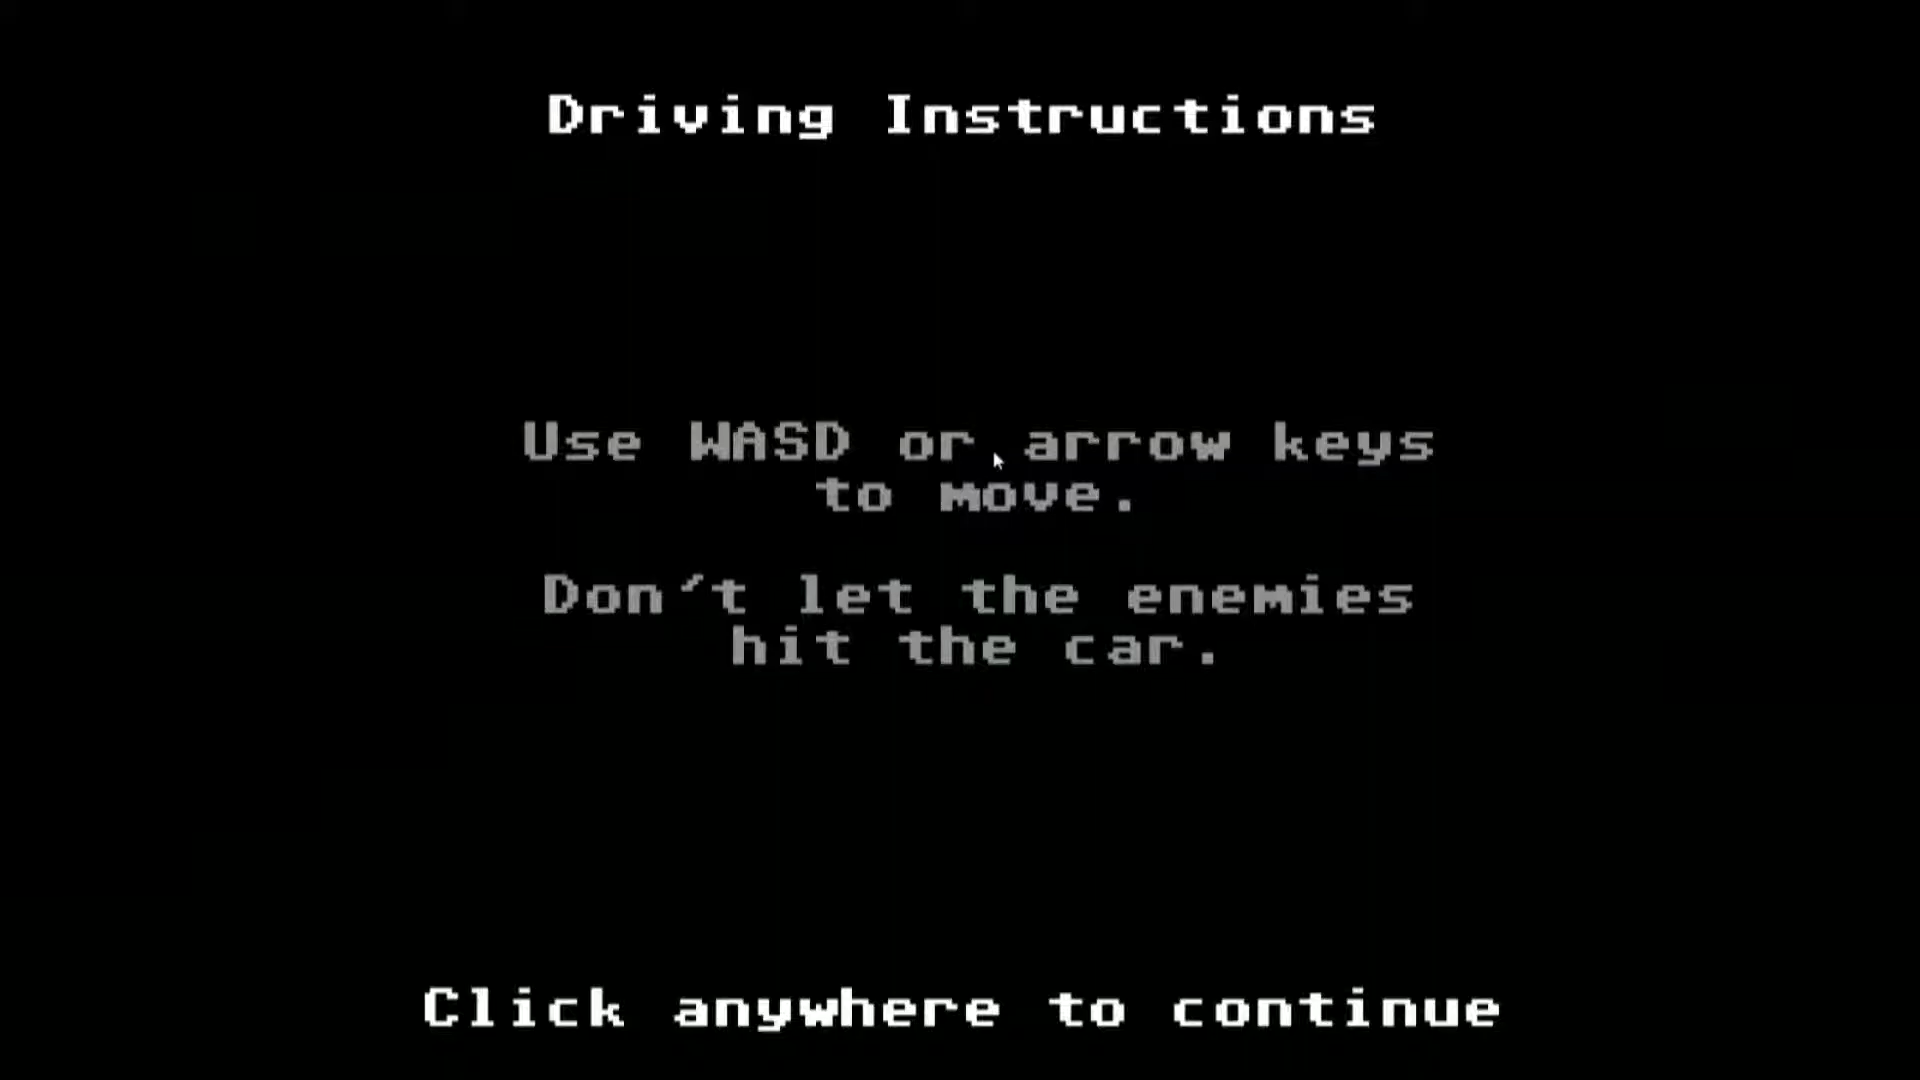 Driving Instructions
Use WASD or arrow keys
to move.
Don't let the enemies
hit the car.
Click anywhere to continue